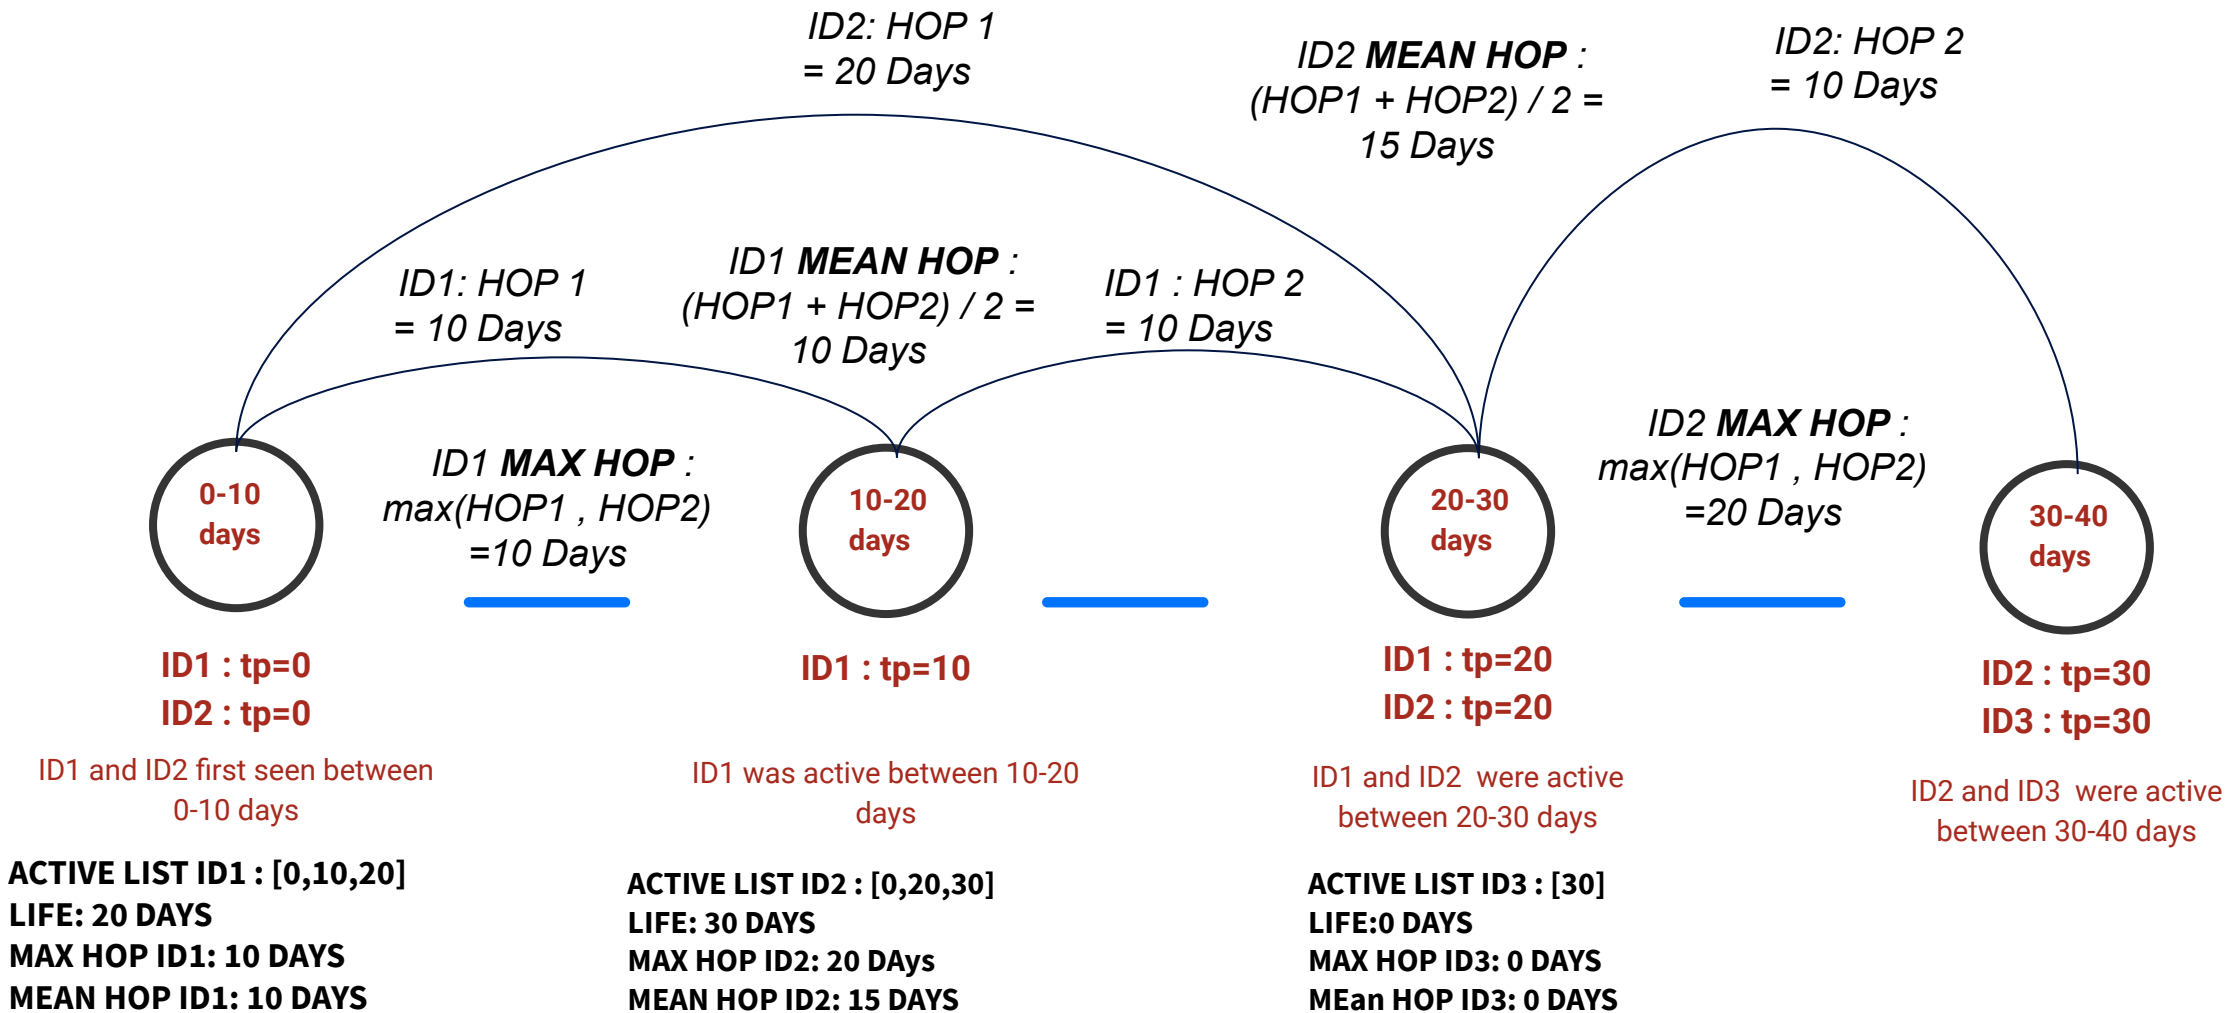 ID2: HOP 1
= 20 Days
ID2 MEAN HOP :
(HOP1 + HOP2) / 2 =
15 Days
ID2: HOP 2
= 10 Days
ID1: HOP 1
= 10 Days
ID1 MEAN HOP :
(HOP1 + HOP2) / 2 =
10 Days
ID1 : HOP 2
= 10 Days
0-10
days
ID1 MAX HOP :
max(HOP1 , HOP2)
=10 Days
10-20
days
20-30
days
ID2 MAX HOP :
max(HOP1 , HOP2)
=20 Days
30-40
days
ID1 : tp=0
ID2 : tp=0
ID1 : tp=10
ID1 : tp=20
ID2 : tp=20
ID2 : tp=30
ID3 : tp=30
ID1 and ID2 first seen between
0-10 days
ID1 was active between 10-20
days
ID1 and ID2 were active
between 20-30 days
ID2 and ID3 were active
between 30-40 days
ACTIVE LIST ID1 : [0,10,20]
LIFE: 20 DAYS
MAX HOP ID1: 10 DAYS
MEAN HOP ID1: 10 DAYS
ACTIVE LIST ID2 : [0,20,30]
LIFE: 30 DAYS
MAX HOP ID2: 20 DAys
MEAN HOP ID2: 15 DAYS
ACTIVE LIST ID3 : [30]
LIFE:0 DAYS
MAX HOP ID3: 0 DAYS
MEan HOP ID3: 0 DAYS